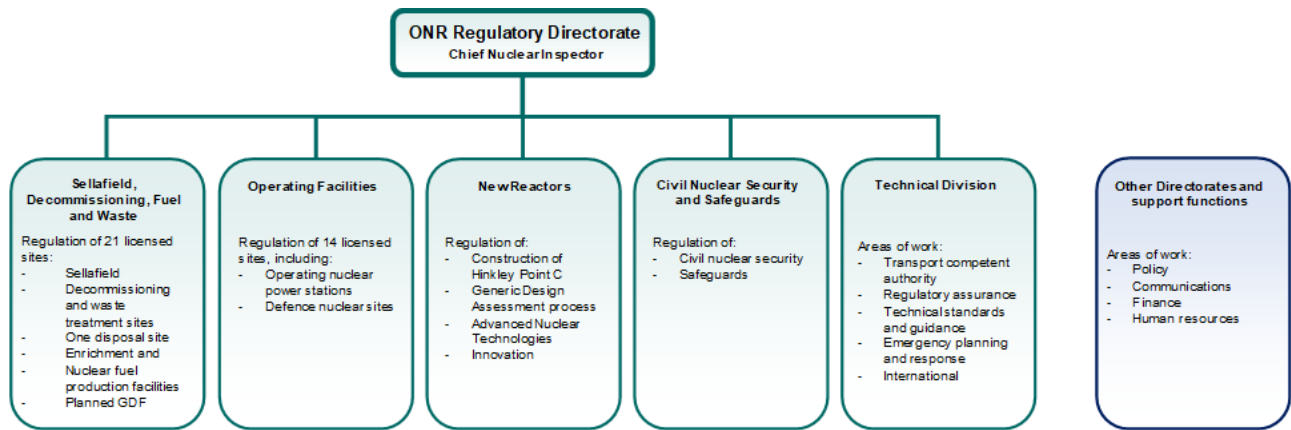 ONR Regulatory Directorate
Chief Nuclear Inspector
Sellafield,
Decommissioning, Fuel
and Waste
Regulation of 21 licensed
sites:
- Sellafield
- Decommissioning
and waste
treatment sites
- One disposal site
- Enrichment and
- Nuclear fuel
production facilities
- Planned GDF
Operating Facilities
Regulation of 14 licensed
sites, including:
- Operating nuclear
power stations
- Defence nuclear sites
New Reactors
Regulation of:
- Construction of
Hinkley Point C
- Generic Design
Assessment process
- Advanced Nuclear
Technologies
- Innovation
Civil Nuclear Security
and Safeguards
Regulation of:
- Civil nuclear security
- Safeguards
Technical Division
Areas of work:
- Transport competent
authority
- Regulatory assurance
- Technical standards
and guidance
- Emergency planning
and response
- International
Other Directorates and
support functions
Areas of work:
- Policy
- Communications
- Finance
- Human resources